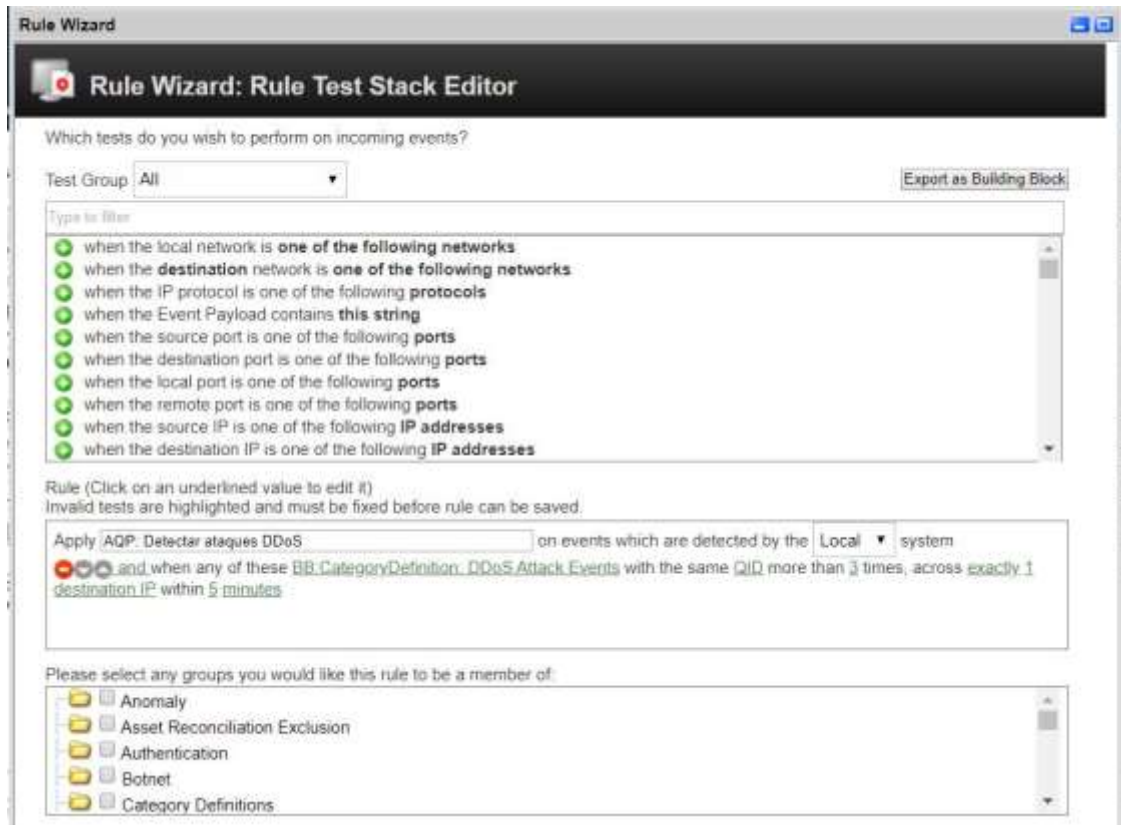 Rule Wizard
Rule Wizard: Rule Test Stack Editor
Which tests do you wish to perform on incoming events?
Test Group All Export as Building Block
Type to filter
when the local network is one of the following networks
when the destination network is one of the following networks
when the IP protocol is one of the following protocols
when the Event Payload contains this string
when the source port is one of the following ports
when the destination port is one of the following ports
when the local port is one of the following ports
when the remote port is one of the following ports
when the source IP is one of the following IP addresses
when the destination IP is one of the following IP addresses
Rule (Click on an underlined value to edit it)
Invalid tests are highlighted and must be fixed before rule can be saved.
Apply AQP: Detectar ataques DDoS on events which are detected by the Local system
and when any of these BB:CategoryDefinition: DDoS Attack Events with the same QID more than 3 times, across exactly 1
destination IP within 5 minutes
Please select any groups you would like this rule to be a member of:
Anomaly
Asset Reconciliation Exclusion
Authentication
Botnet
Category Definitions